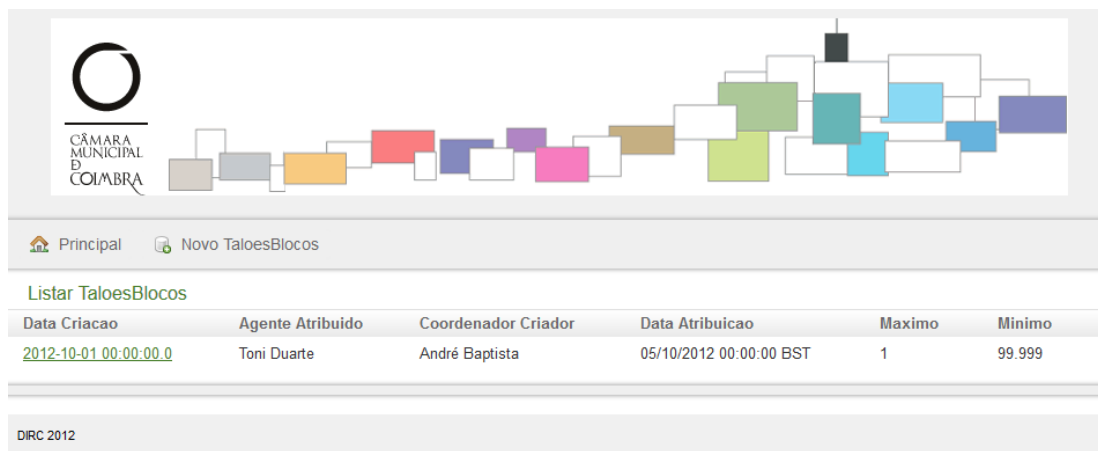 CÂMARA
MUNICIPAL
D
COIMBRA
Principal Novo TaloesBlocos
Listar TaloesBlocos
Data Criacao Agente Atribuido Coordenador Criador Data Atribuicao Maximo Minimo
2012-10-01 00:00:00.0 Toni Duarte André Baptista 05/10/2012 00:00:00 BST 1 99.999
DIRC 2012